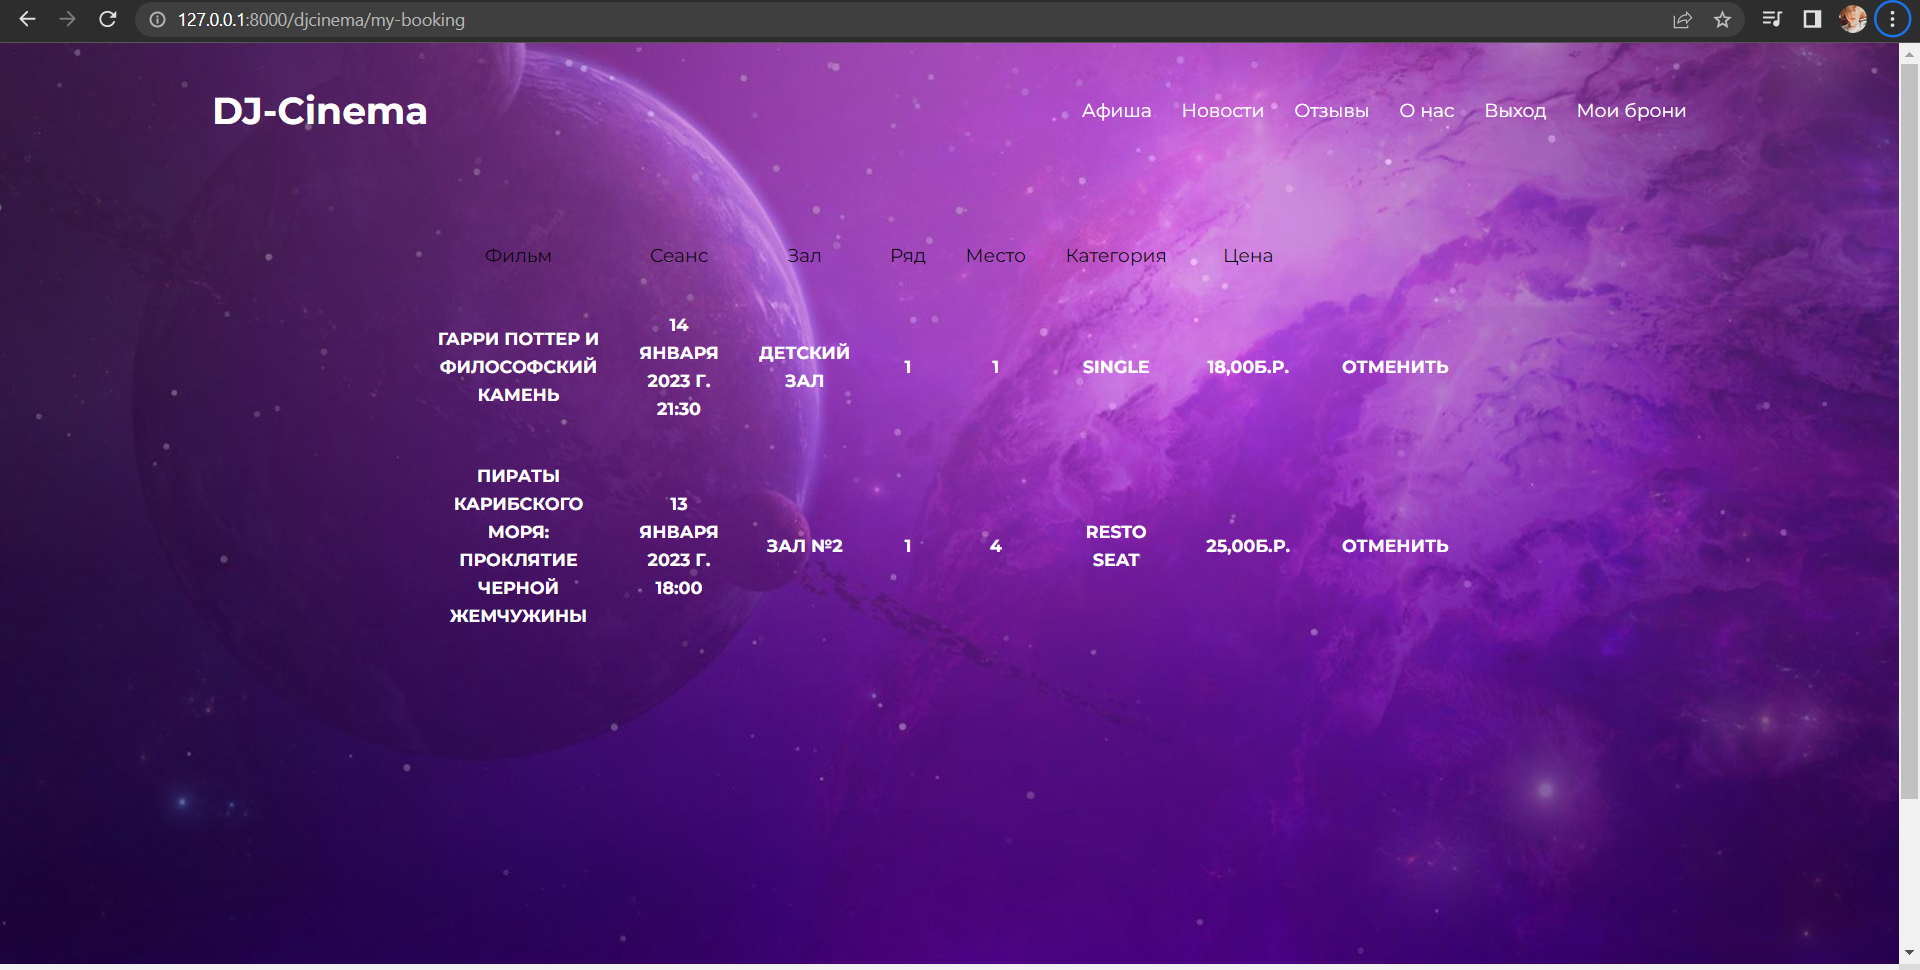 127.0.0.1:8000/djcinema/my-booking
DJ-Cinema
Афиша Новости Отзывы О нас Выход Мои брони
Фильм Сеанс Зал Ряд Место Категория Цена
ГАРРИ ПОТТЕР И
ФИЛОСОФСКИЙ
КАМЕНЬ
14
ЯНВАРЯ
2023 Г.
21:30
ДЕТСКИЙ
ЗАЛ
1
1
SINGLE
18,00Б.Р.
ОТМЕНИТЬ
ПИРАТЫ
КАРИБСКОГО
МОРЯ:
ПРОКЛЯТИЕ
ЧЕРНОЙ
ЖЕМЧУЖИНЫ
13
ЯНВАРЯ
2023 Г.
18:00
ЗАЛ №2
1
4
RESTO
SEAT
25,00Б.Р.
ОТМЕНИТЬ